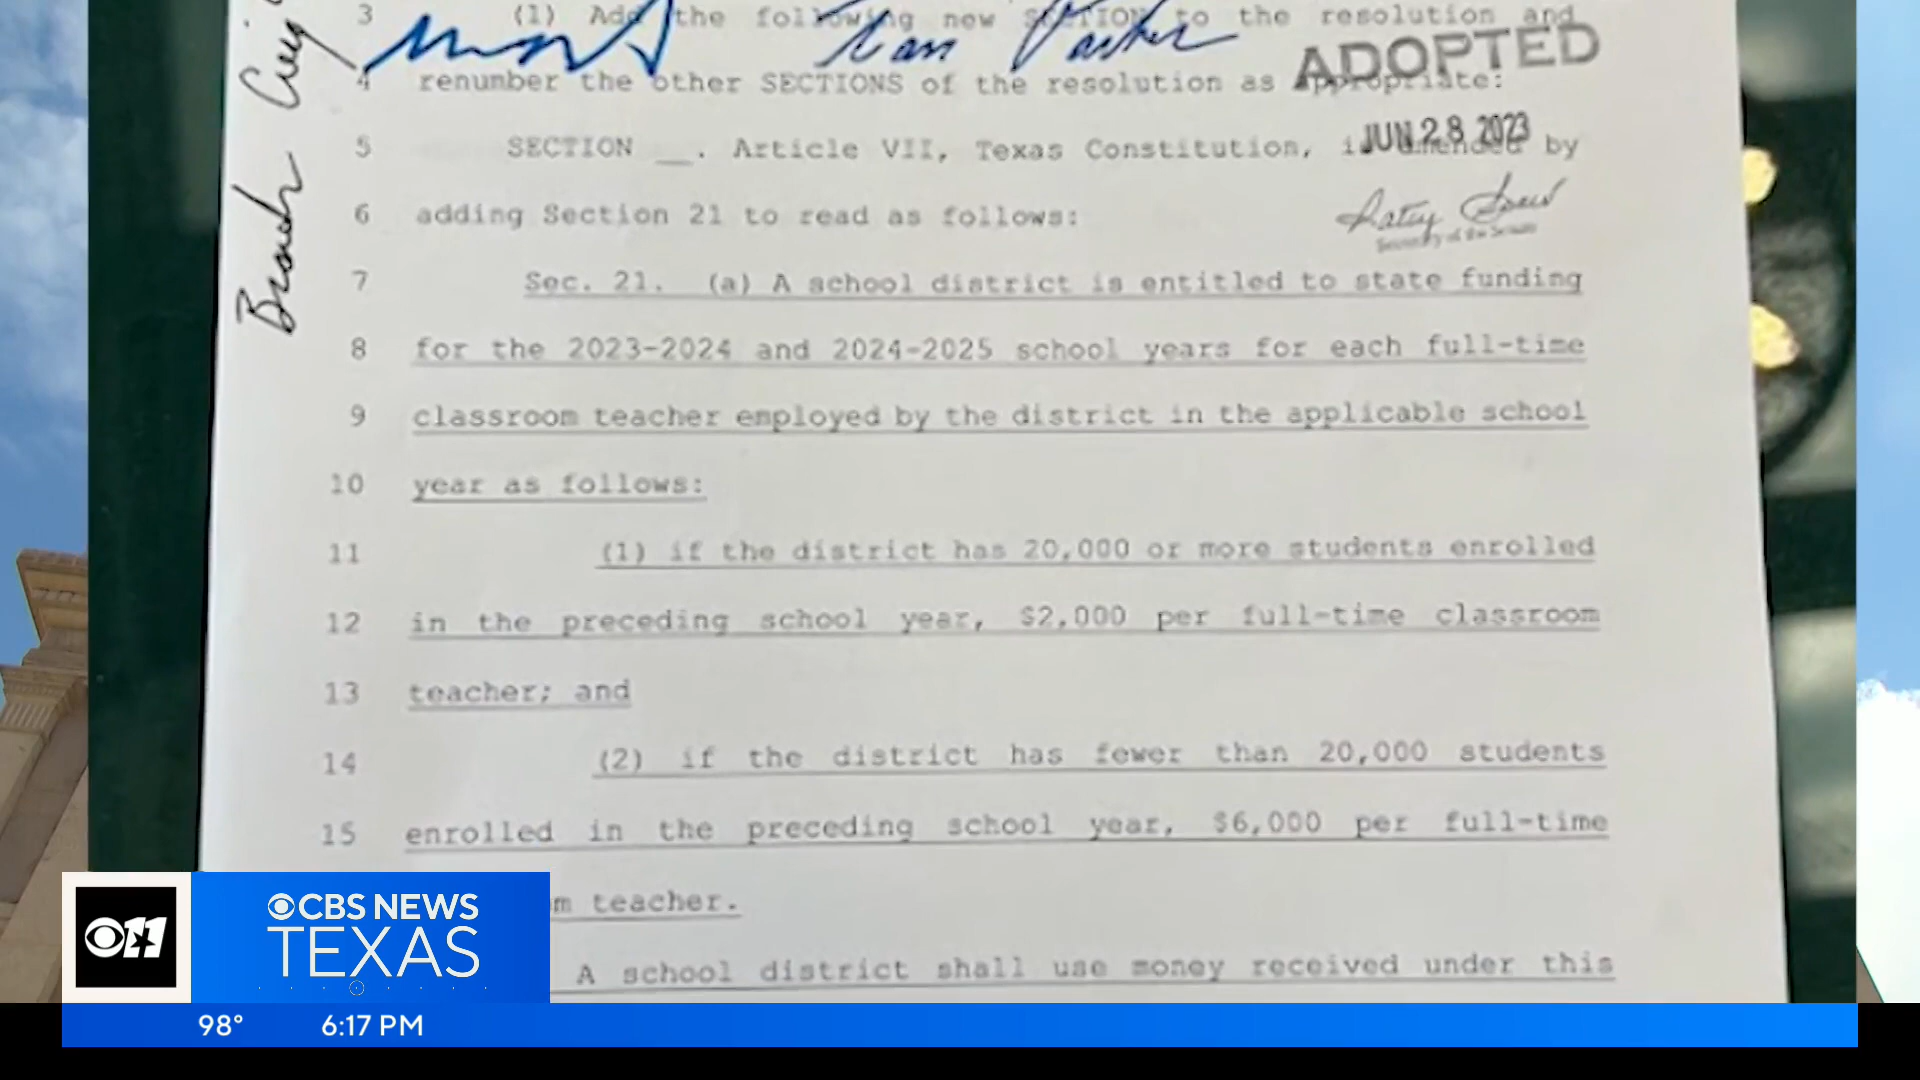 3 (1) Add the following new SECTION to the resolution and
ADOPTED
4 renumber the other SECTIONS of the resolution as appropriate:
JUN 28 2023
5 SECTION __. Article VII, Texas Constitution, is amended by
6 adding Section 21 to read as follows:
Secretary of the Senate
7 Sec. 21. (a) A school district is entitled to state funding
8 for the 2023-2024 and 2024-2025 school years for each full-time
9 classroom teacher employed by the district in the applicable school
10 year as follows:
11 (1) if the district has 20,000 or more students enrolled
12 in the preceding school year, $2,000 per full-time classroom
13 teacher; and
14 (2) if the district has fewer than 20,000 students
15 enrolled in the preceding school year, $6,000 per full-time
m teacher.
A school district shall use money received under this
11
CBS NEWS
TEXAS
98° 6:17 PM